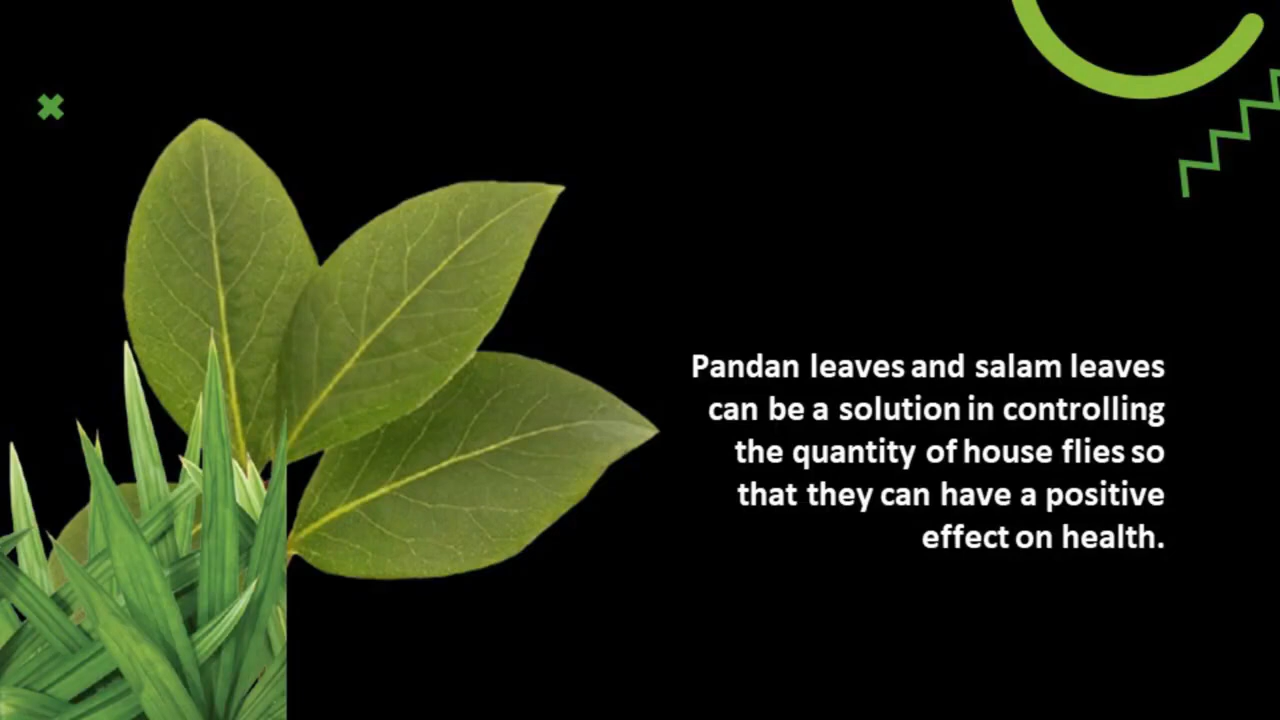 Pandan leaves and salam leaves
can be a solution in controlling
the quantity of house flies so
that they can have a positive
effect on health.